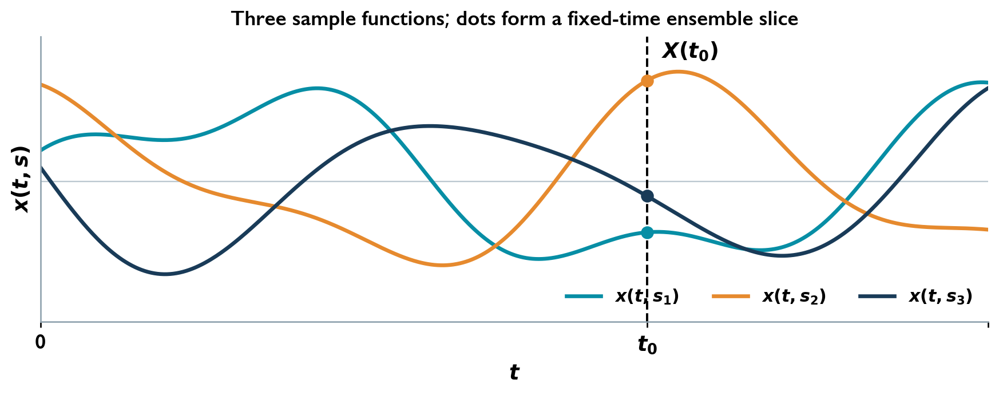 Three sample functions; dots form a fixed-time ensemble slice
X(t₀)
x(t, s)
x(t, s₁) x(t, s₂) x(t, s₃)
0 t₀
t